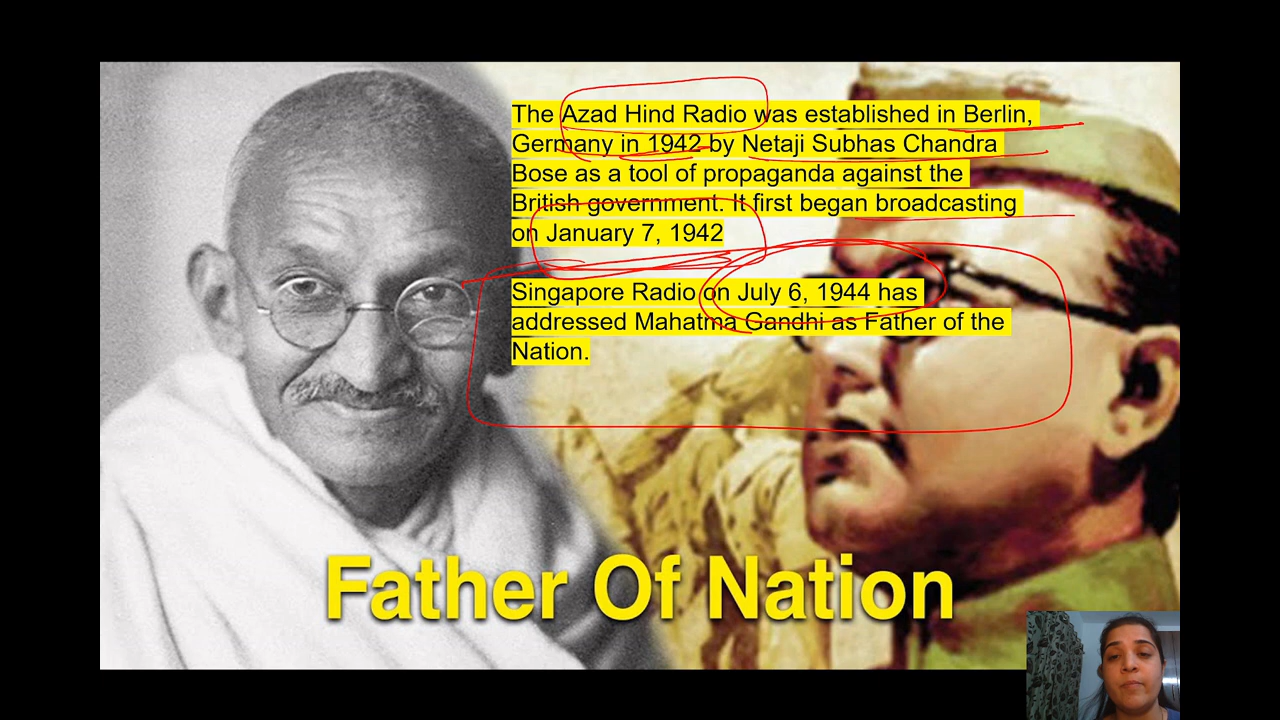 The Azad Hind Radio was established in Berlin,
Germany in 1942 by Netaji Subhas Chandra
Bose as a tool of propaganda against the
British government. It first began broadcasting
on January 7, 1942
Singapore Radio on July 6, 1944 has
addressed Mahatma Gandhi as Father of the
Nation.
Father Of Nation